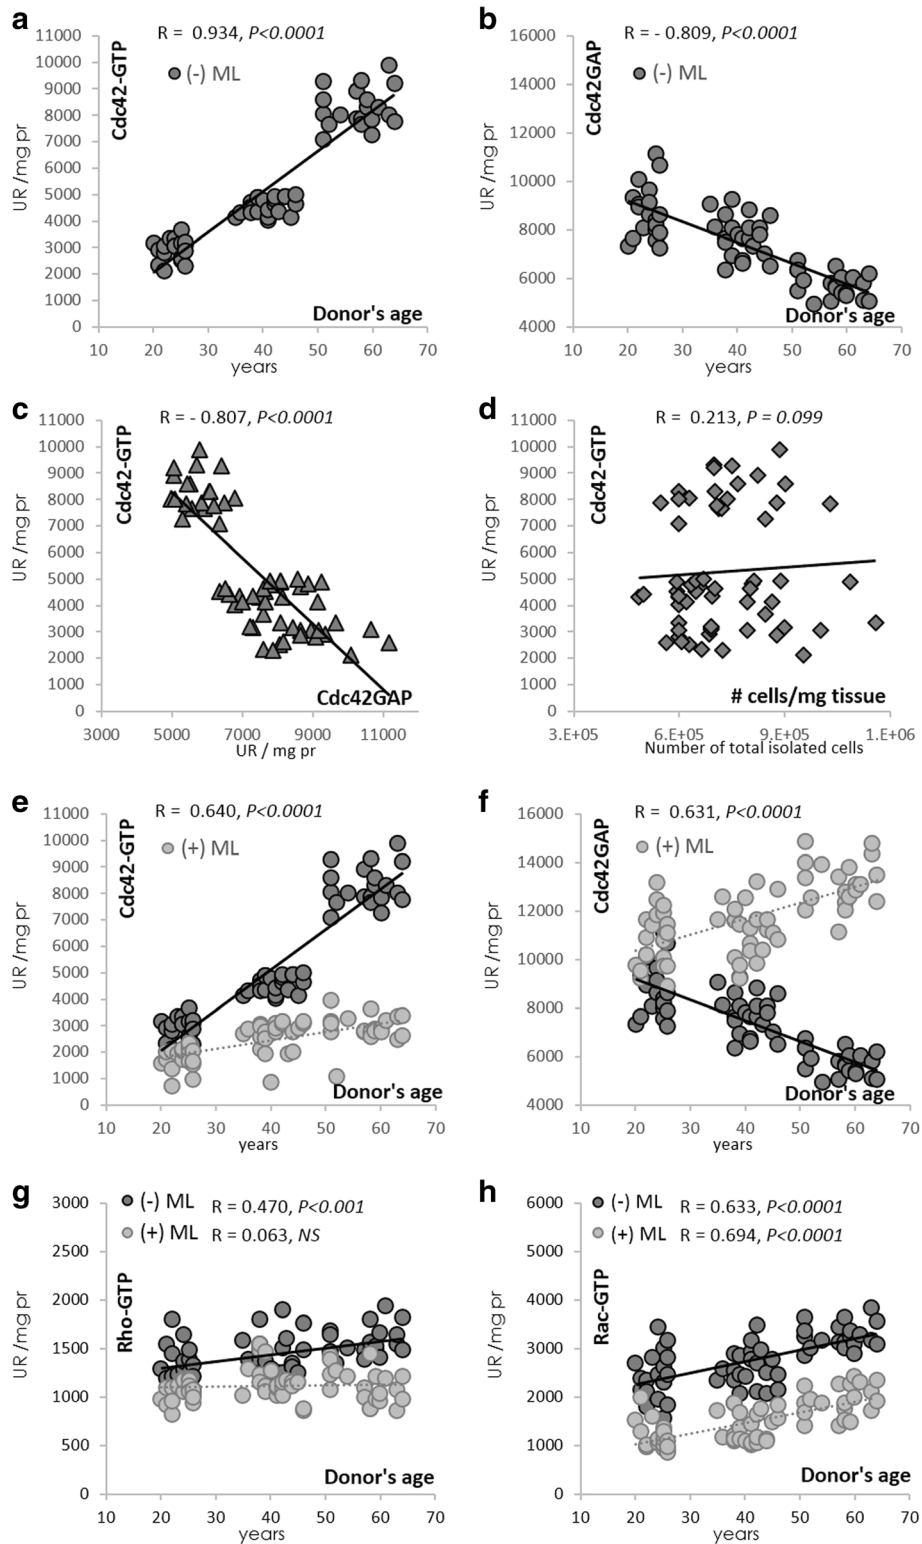 a
R = 0.934, P<0.0001
11000
10000
9000
8000
7000
6000
5000
4000
3000
2000
1000
0
UR /mg pr
Cdc42-GTP
(-) ML
Donor's age
10 20 30 40 50 60 70
years
b
R = - 0.809, P<0.0001
16000
14000
12000
10000
8000
6000
4000
UR /mg pr
Cdc42GAP
(-) ML
Donor's age
10 20 30 40 50 60 70
years
c
R = - 0.807, P<0.0001
11000
10000
9000
8000
7000
6000
5000
4000
3000
2000
1000
0
UR /mg pr
Cdc42-GTP
Cdc42GAP
3000 5000 7000 9000 11000
UR / mg pr
d
R = 0.213, P = 0.099
11000
10000
9000
8000
7000
6000
5000
4000
3000
2000
1000
0
UR /mg pr
Cdc42-GTP
# cells/mg tissue
3.E+05 6.E+05 9.E+05 1.E+06
Number of total isolated cells
e
R = 0.640, P<0.0001
11000
10000
9000
8000
7000
6000
5000
4000
3000
2000
1000
0
UR /mg pr
Cdc42-GTP
(+) ML
Donor's age
10 20 30 40 50 60 70
years
f
R = 0.631, P<0.0001
16000
14000
12000
10000
8000
6000
4000
UR /mg pr
Cdc42GAP
(+) ML
Donor's age
10 20 30 40 50 60 70
years
g
(-) ML R = 0.470, P<0.001
(+) ML R = 0.063, NS
3000
2500
2000
1500
1000
500
0
UR /mg pr
Rho-GTP
Donor's age
10 20 30 40 50 60 70
years
h
(-) ML R = 0.633, P<0.0001
(+) ML R = 0.694, P<0.0001
6000
5000
4000
3000
2000
1000
0
UR /mg pr
Rac-GTP
Donor's age
10 20 30 40 50 60 70
years